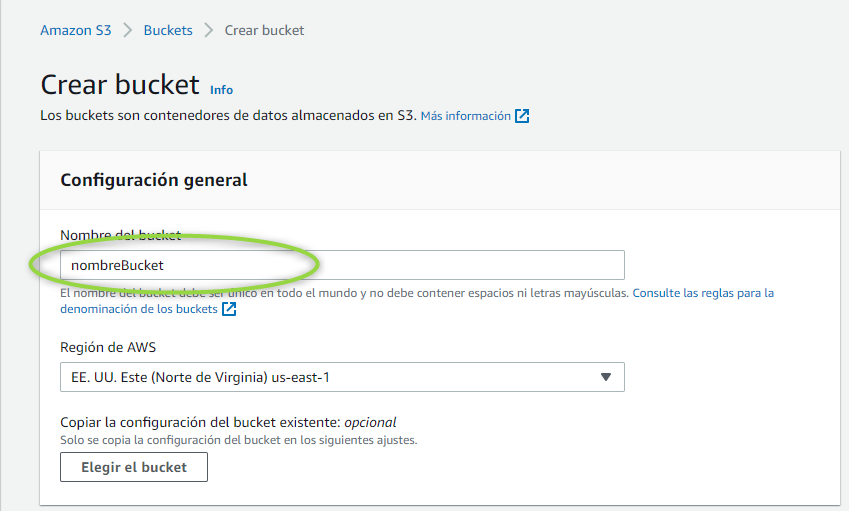 Amazon S3 > Buckets > Crear bucket
Crear bucket Info
Los buckets son contenedores de datos almacenados en S3. Más información
Configuración general
Nombre del bucket
nombreBucket
El nombre del bucket debe ser único en todo el mundo y no debe contener espacios ni letras mayúsculas. Consulte las reglas para la
denominación de los buckets
Región de AWS
EE. UU. Este (Norte de Virginia) us-east-1
Copiar la configuración del bucket existente: opcional
Solo se copia la configuración del bucket en los siguientes ajustes.
Elegir el bucket